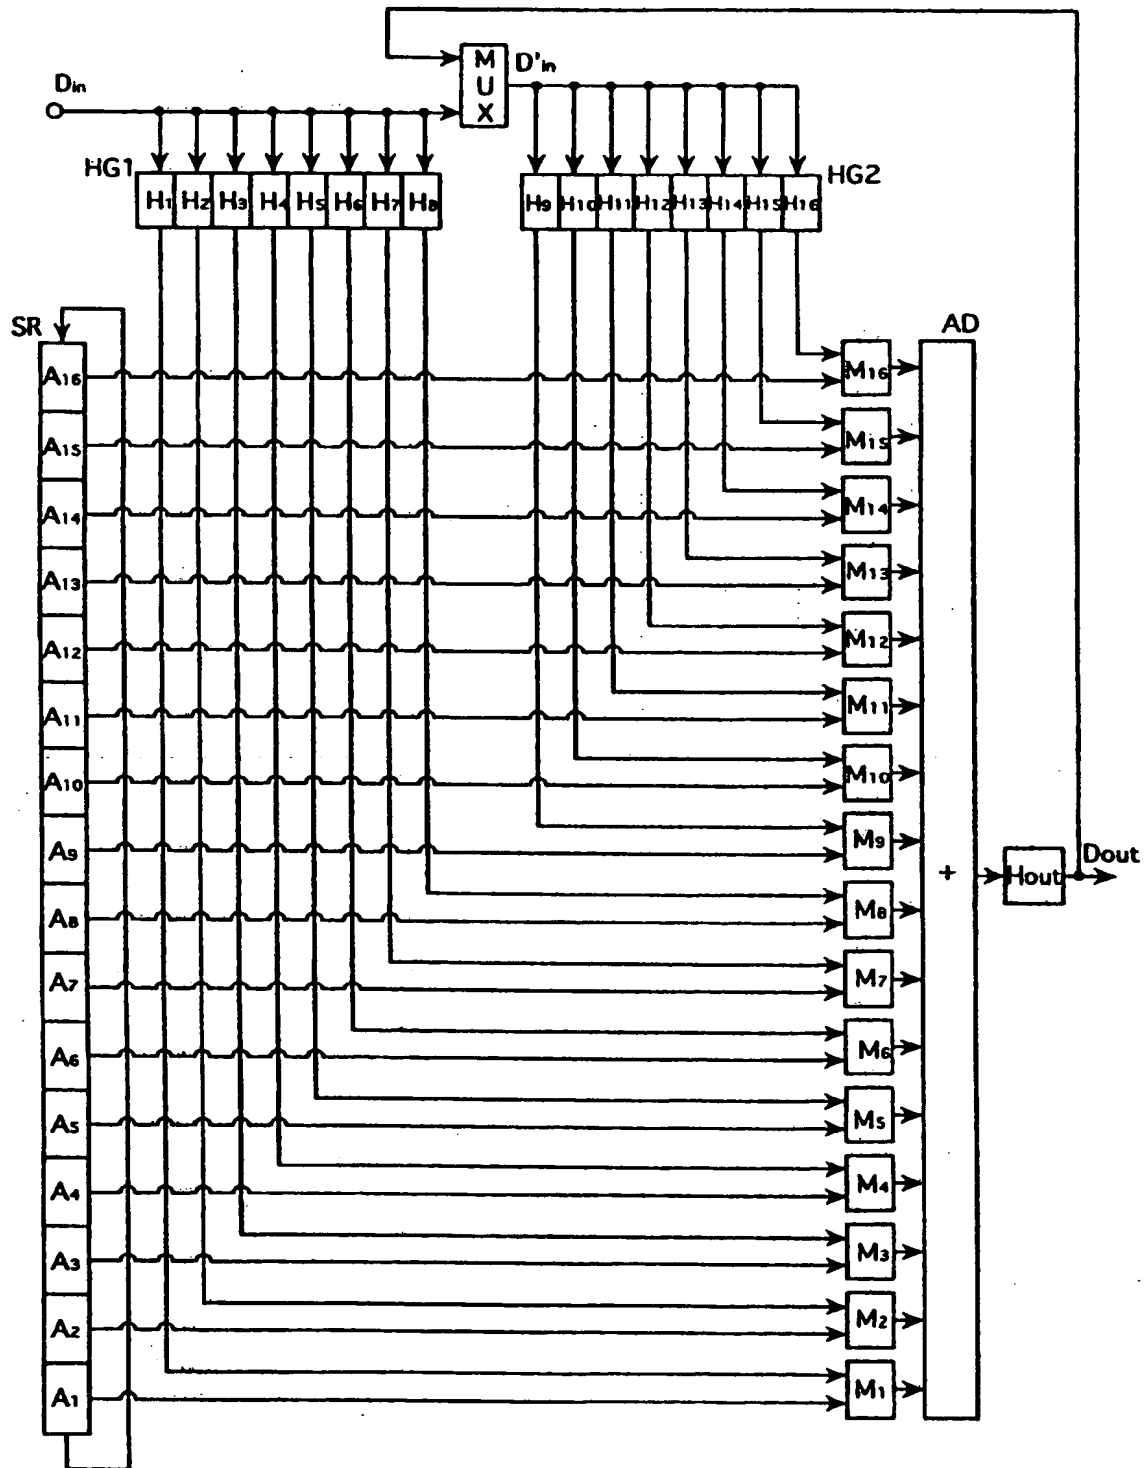 MUX
Din
D'in
HG1
H1 H2 H3 H4 H5 H6 H7 H8
H9 H10 H11 H12 H13 H14 H15 H16
HG2
SR
AD
A16
M16
A15
M15
A14
M14
A13
M13
A12
M12
A11
M11
A10
M10
A9
M9
+
Hout
Dout
A8
M8
A7
M7
A6
M6
A5
M5
A4
M4
A3
M3
A2
M2
A1
M1